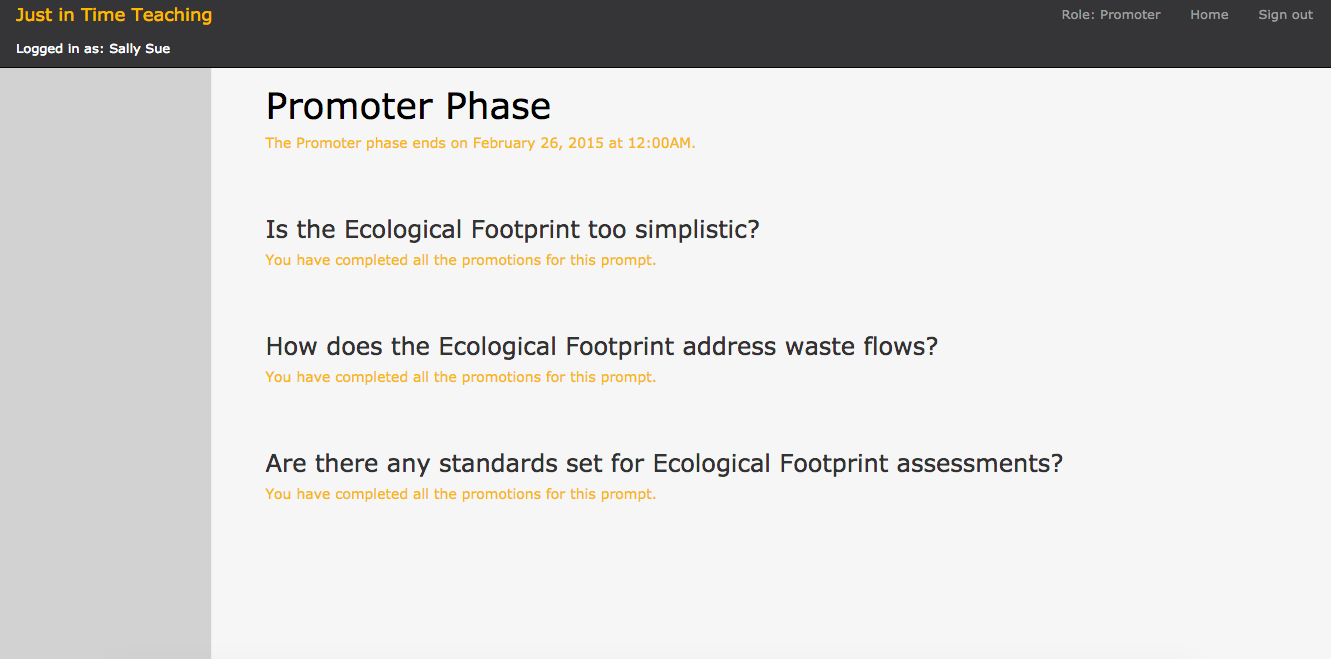 Just in Time Teaching
Role: Promoter
Home
Sign out
Logged in as: Sally Sue
Promoter Phase
The Promoter phase ends on February 26, 2015 at 12:00AM.
Is the Ecological Footprint too simplistic?
You have completed all the promotions for this prompt.
How does the Ecological Footprint address waste flows?
You have completed all the promotions for this prompt.
Are there any standards set for Ecological Footprint assessments?
You have completed all the promotions for this prompt.